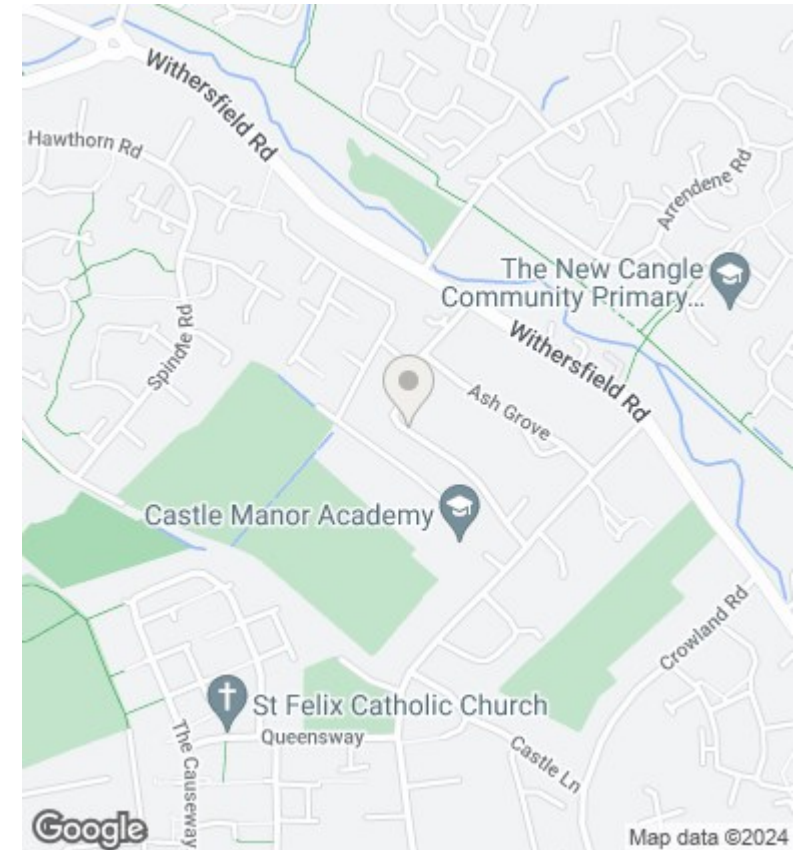 Withersfield Rd
Hawthorn Rd
Arrendene Rd
The New Cangle
Community Primary...
Spindle Rd
Withersfield Rd
Ash Grove
Castle Manor Academy
Crowland Rd
St Felix Catholic Church
Queensway
The Causeway
Castle Ln
Google
Map data ©2024